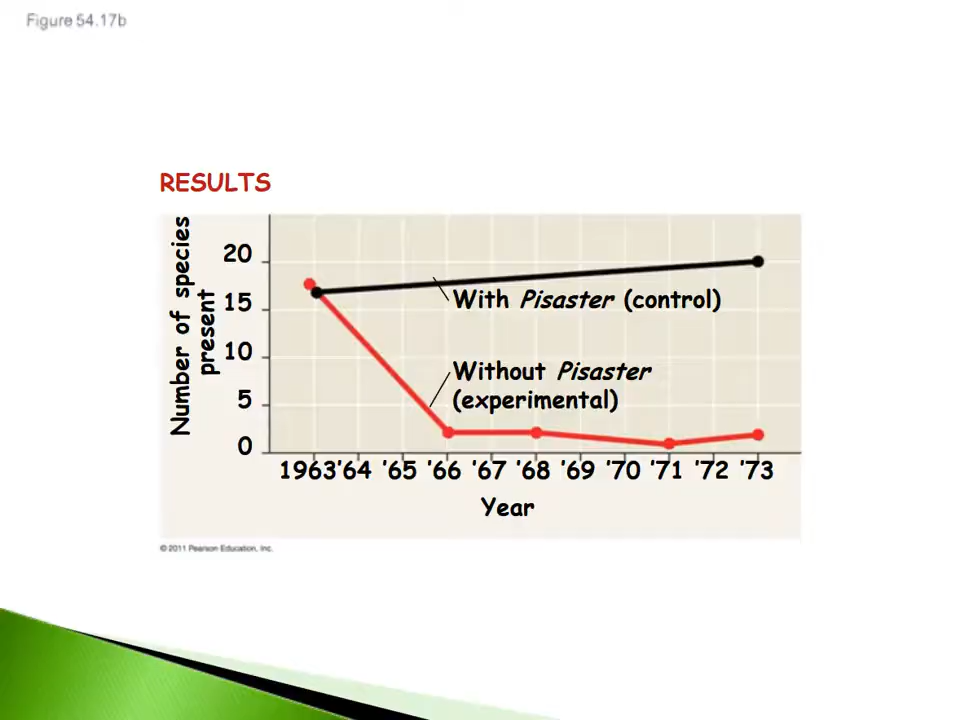 Figure 54.17b
RESULTS
Number of species
present
20
15
10
5
0
With Pisaster (control)
Without Pisaster
(experimental)
1963 '64 '65 '66 '67 '68 '69 '70 '71 '72 '73
Year
© 2011 Pearson Education, Inc.